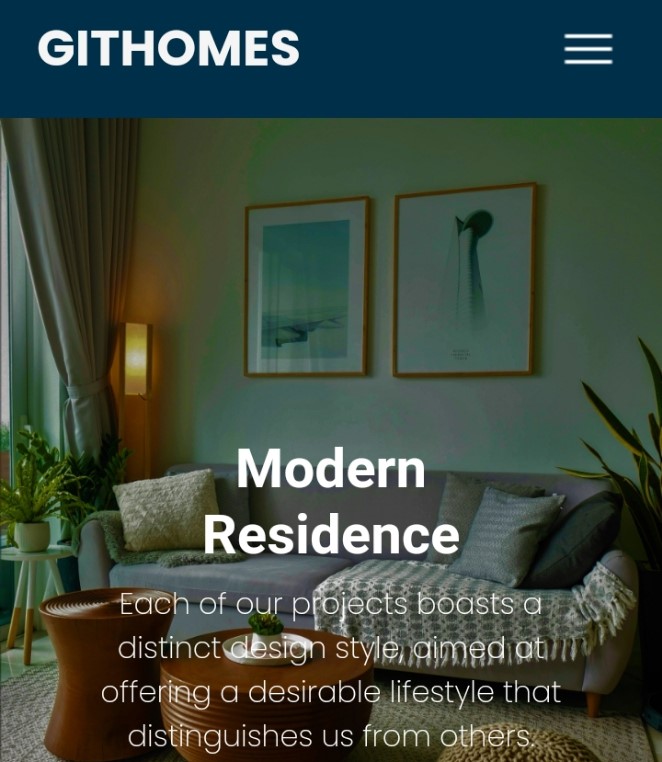 GITHOMES
Modern
Residence
Each of our projects boasts a
distinct design style, aimed at
offering a desirable lifestyle that
distinguishes us from others.